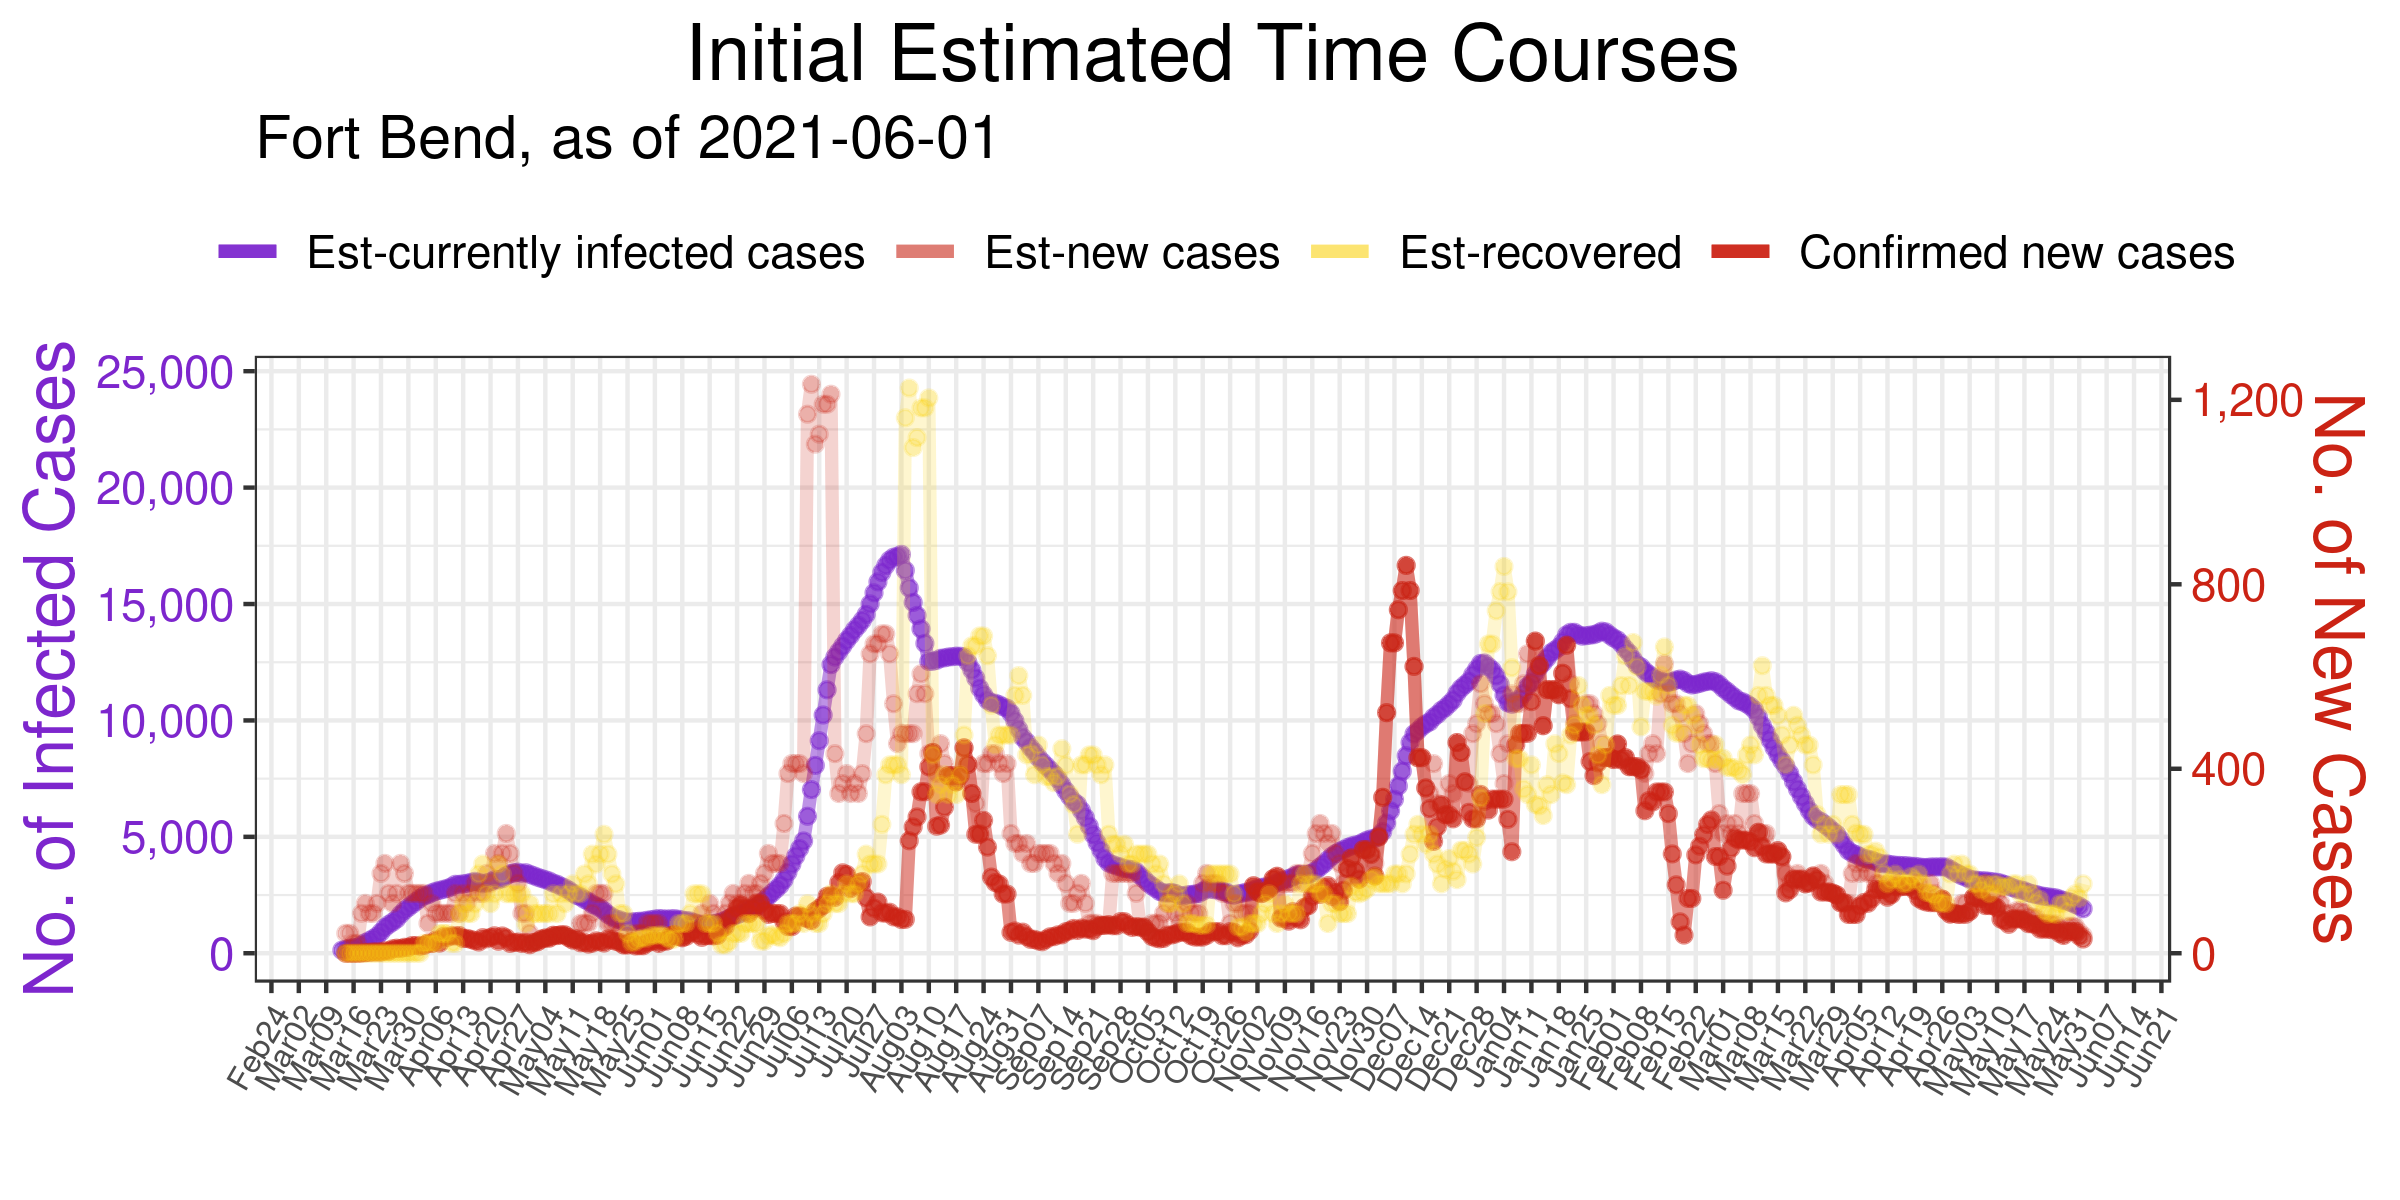 Initial Estimated Time Courses
Fort Bend, as of 2021-06-01
Est-currently infected cases Est-new cases Est-recovered Confirmed new cases
No. of Infected Cases
25,000
20,000
15,000
10,000
5,000
0
1,200
800
400
0
No. of New Cases
Feb24 Mar02 Mar09 Mar16 Mar23 Mar30 Apr06 Apr13 Apr20 Apr27 May04 May11 May18 May25 Jun01 Jun08 Jun15 Jun22 Jun29 Jul06 Jul13 Jul20 Jul27 Aug03 Aug10 Aug17 Aug24 Aug31 Sep07 Sep14 Sep21 Sep28 Oct05 Oct12 Oct19 Oct26 Nov02 Nov09 Nov16 Nov23 Nov30 Dec07 Dec14 Dec21 Dec28 Jan04 Jan11 Jan18 Jan25 Feb01 Feb08 Feb15 Feb22 Mar01 Mar08 Mar15 Mar22 Mar29 Apr05 Apr12 Apr19 Apr26 May03 May10 May17 May24 May31 Jun07 Jun14 Jun21